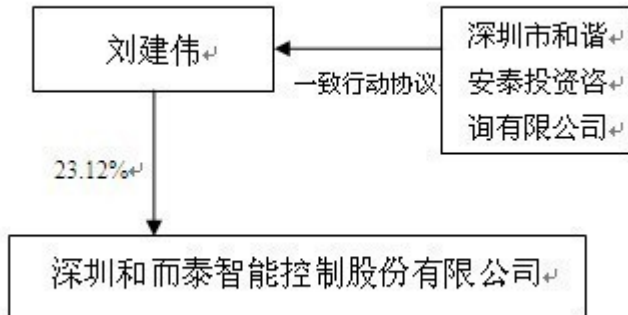 刘建伟
深圳市和谐
安泰投资咨
询有限公司
一致行动协议
23.12%
深圳和而泰智能控制股份有限公司